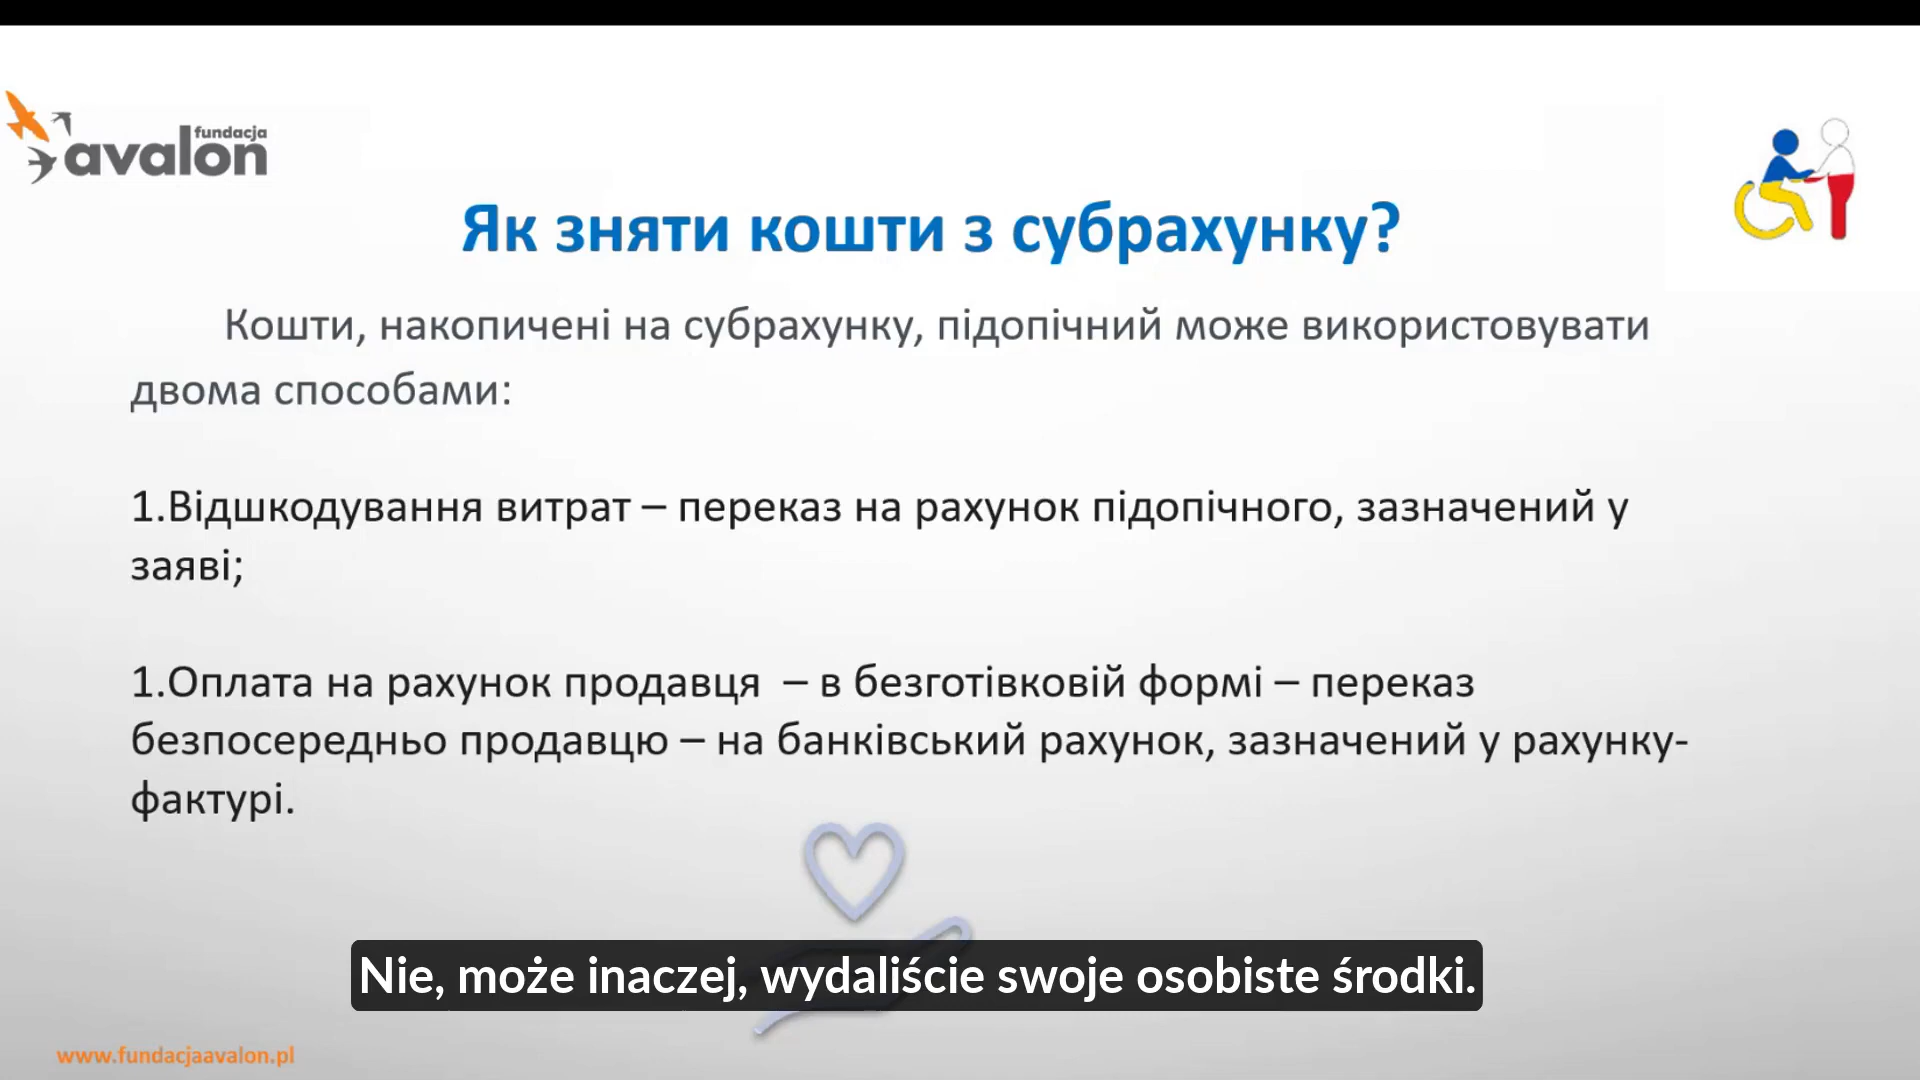 fundacja
avalon
Як зняти кошти з субрахунку?
Кошти, накопичені на субрахунку, підопічний може використовувати
двома способами:
1.Відшкодування витрат – переказ на рахунок підопічного, зазначений у
заяві;
1.Оплата на рахунок продавця – в безготівковій формі – переказ
безпосередньо продавцю – на банківський рахунок, зазначений у рахунку-
фактурі.
Nie, może inaczej, wydaliście swoje osobiste środki.
www.fundacjaavalon.pl